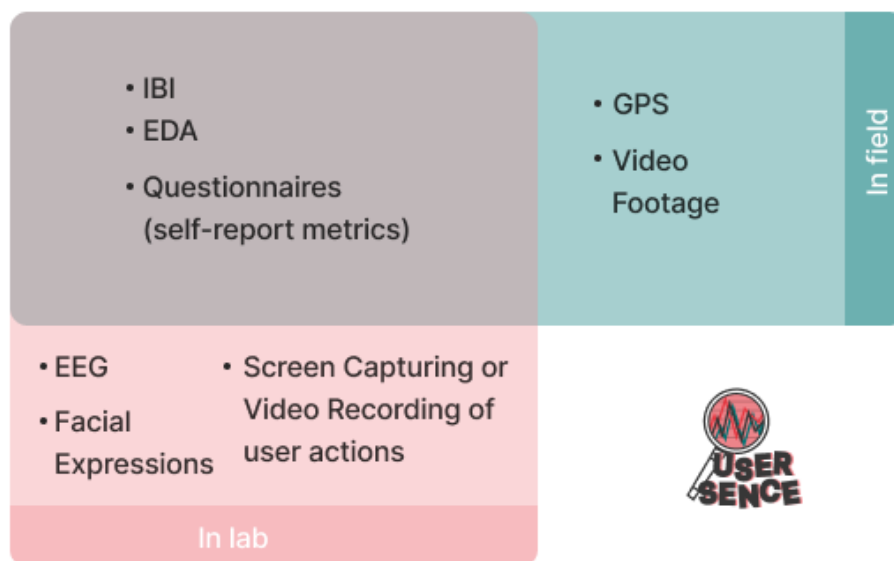 • IBI
• EDA
• Questionnaires
(self-report metrics)
• GPS
• Video
Footage
In field
• EEG
• Facial
Expressions
• Screen Capturing or
Video Recording of
user actions
In lab
USER
SENCE